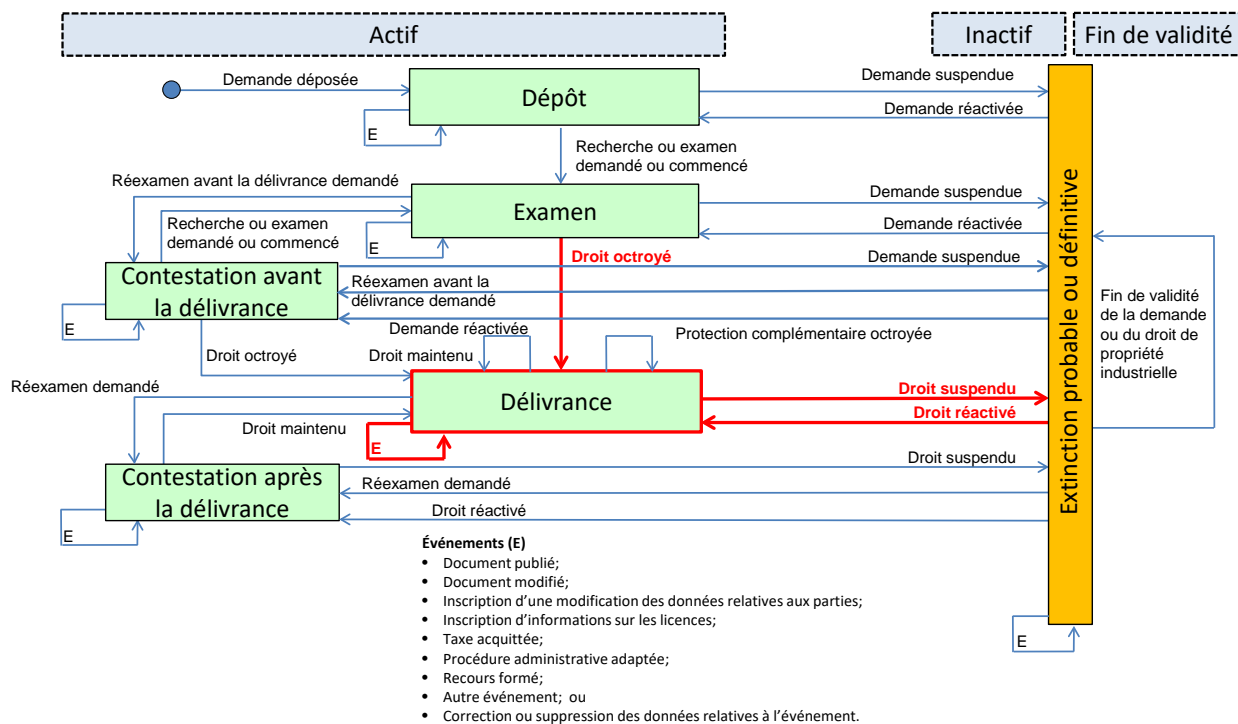 Actif
Inactif
Fin de validité
Demande déposée
Dépôt
Demande suspendue
Demande réactivée
E
Recherche ou examen
demandé ou commencé
Réexamen avant la délivrance demandé
Examen
Demande suspendue
Demande réactivée
Recherche ou examen
demandé ou commencé
E
Droit octroyé
Contestation avant
la délivrance
Demande suspendue
Réexamen avant la
délivrance demandé
E
Demande réactivée
Protection complémentaire octroyée
Droit octroyé
Droit maintenu
Fin de validité
de la demande
ou du droit de
propriété
industrielle
Extinction probable ou définitive
Réexamen demandé
Délivrance
Droit suspendu
Droit réactivé
Droit maintenu
E
Contestation après
la délivrance
Droit suspendu
Réexamen demandé
Droit réactivé
E
Événements (E)
• Document publié;
• Document modifié;
• Inscription d’une modification des données relatives aux parties;
• Inscription d’informations sur les licences;
• Taxe acquittée;
• Procédure administrative adaptée;
• Recours formé;
• Autre événement; ou
• Correction ou suppression des données relatives à l’événement.
E